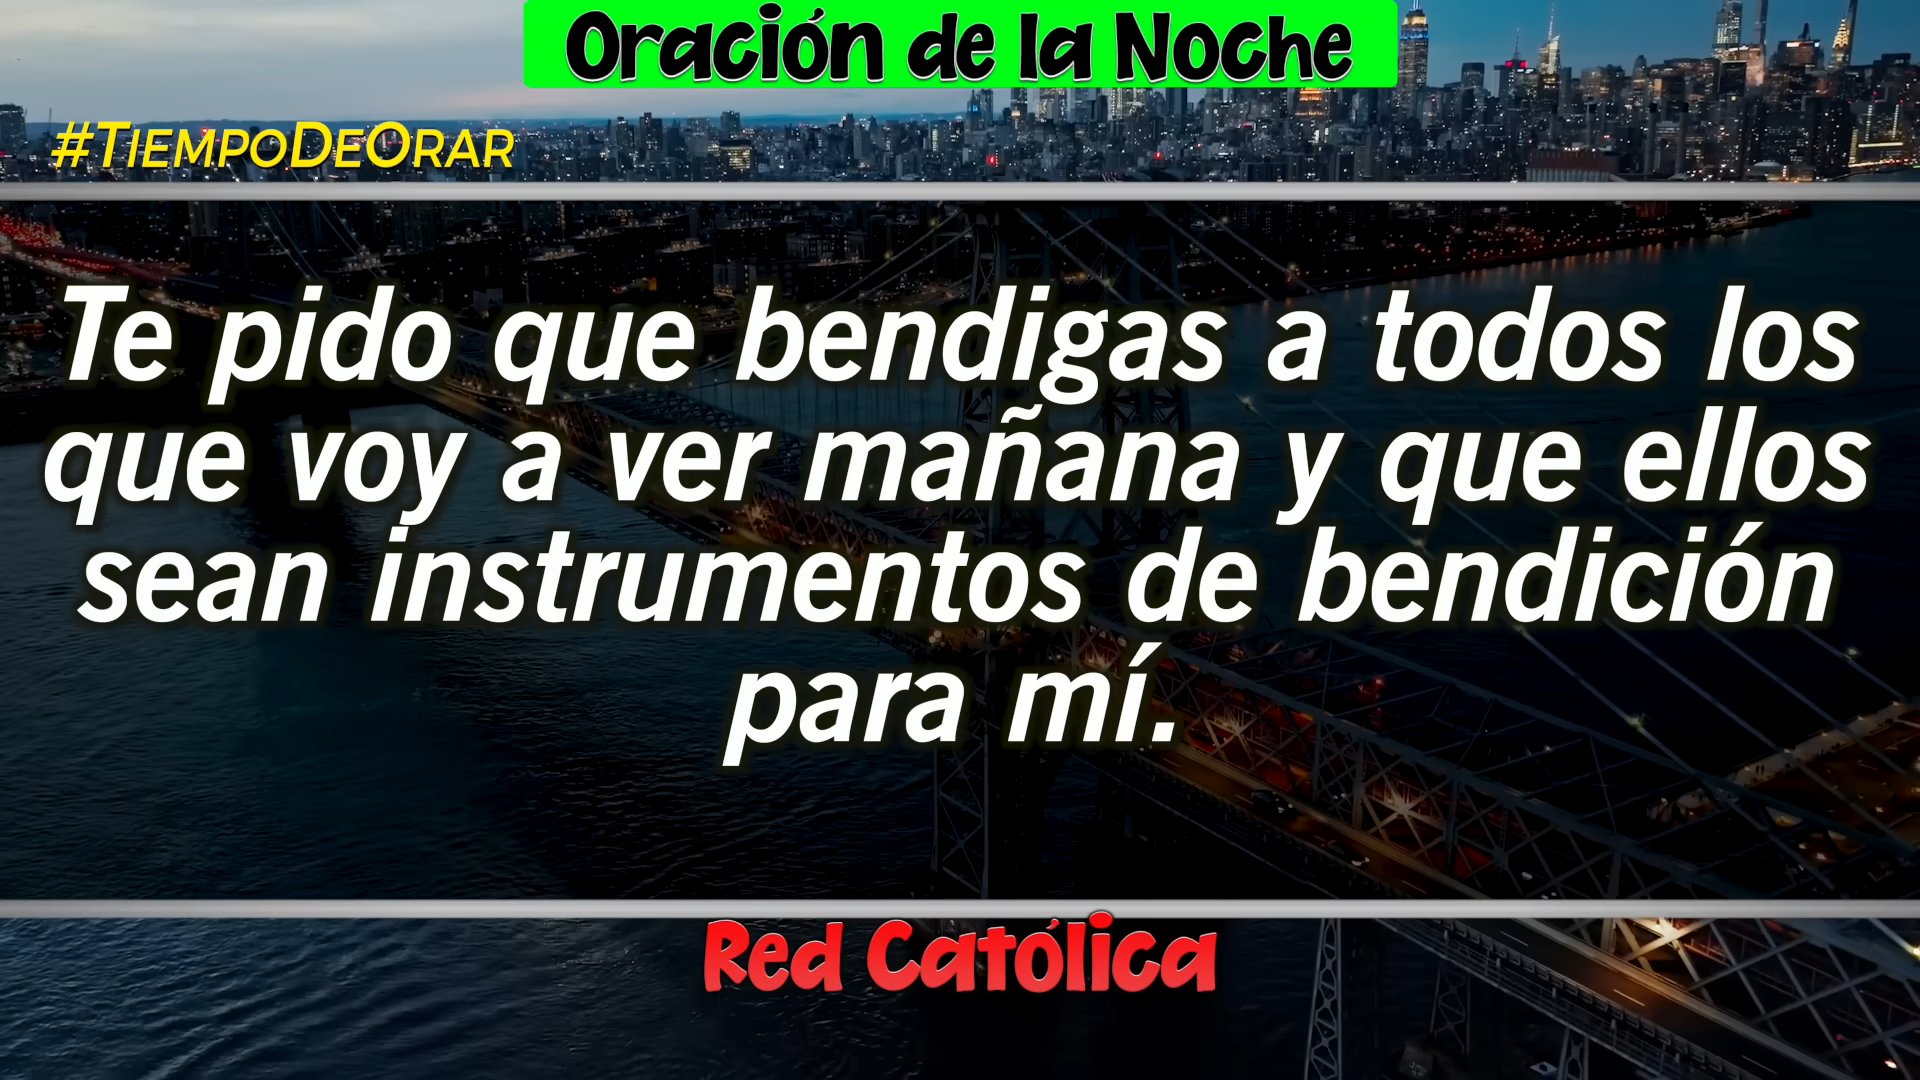 Oración de la Noche
#TiempoDeOrar
Te pido que bendigas a todos los
que voy a ver mañana y que ellos
sean instrumentos de bendición
para mí.
Red Católica